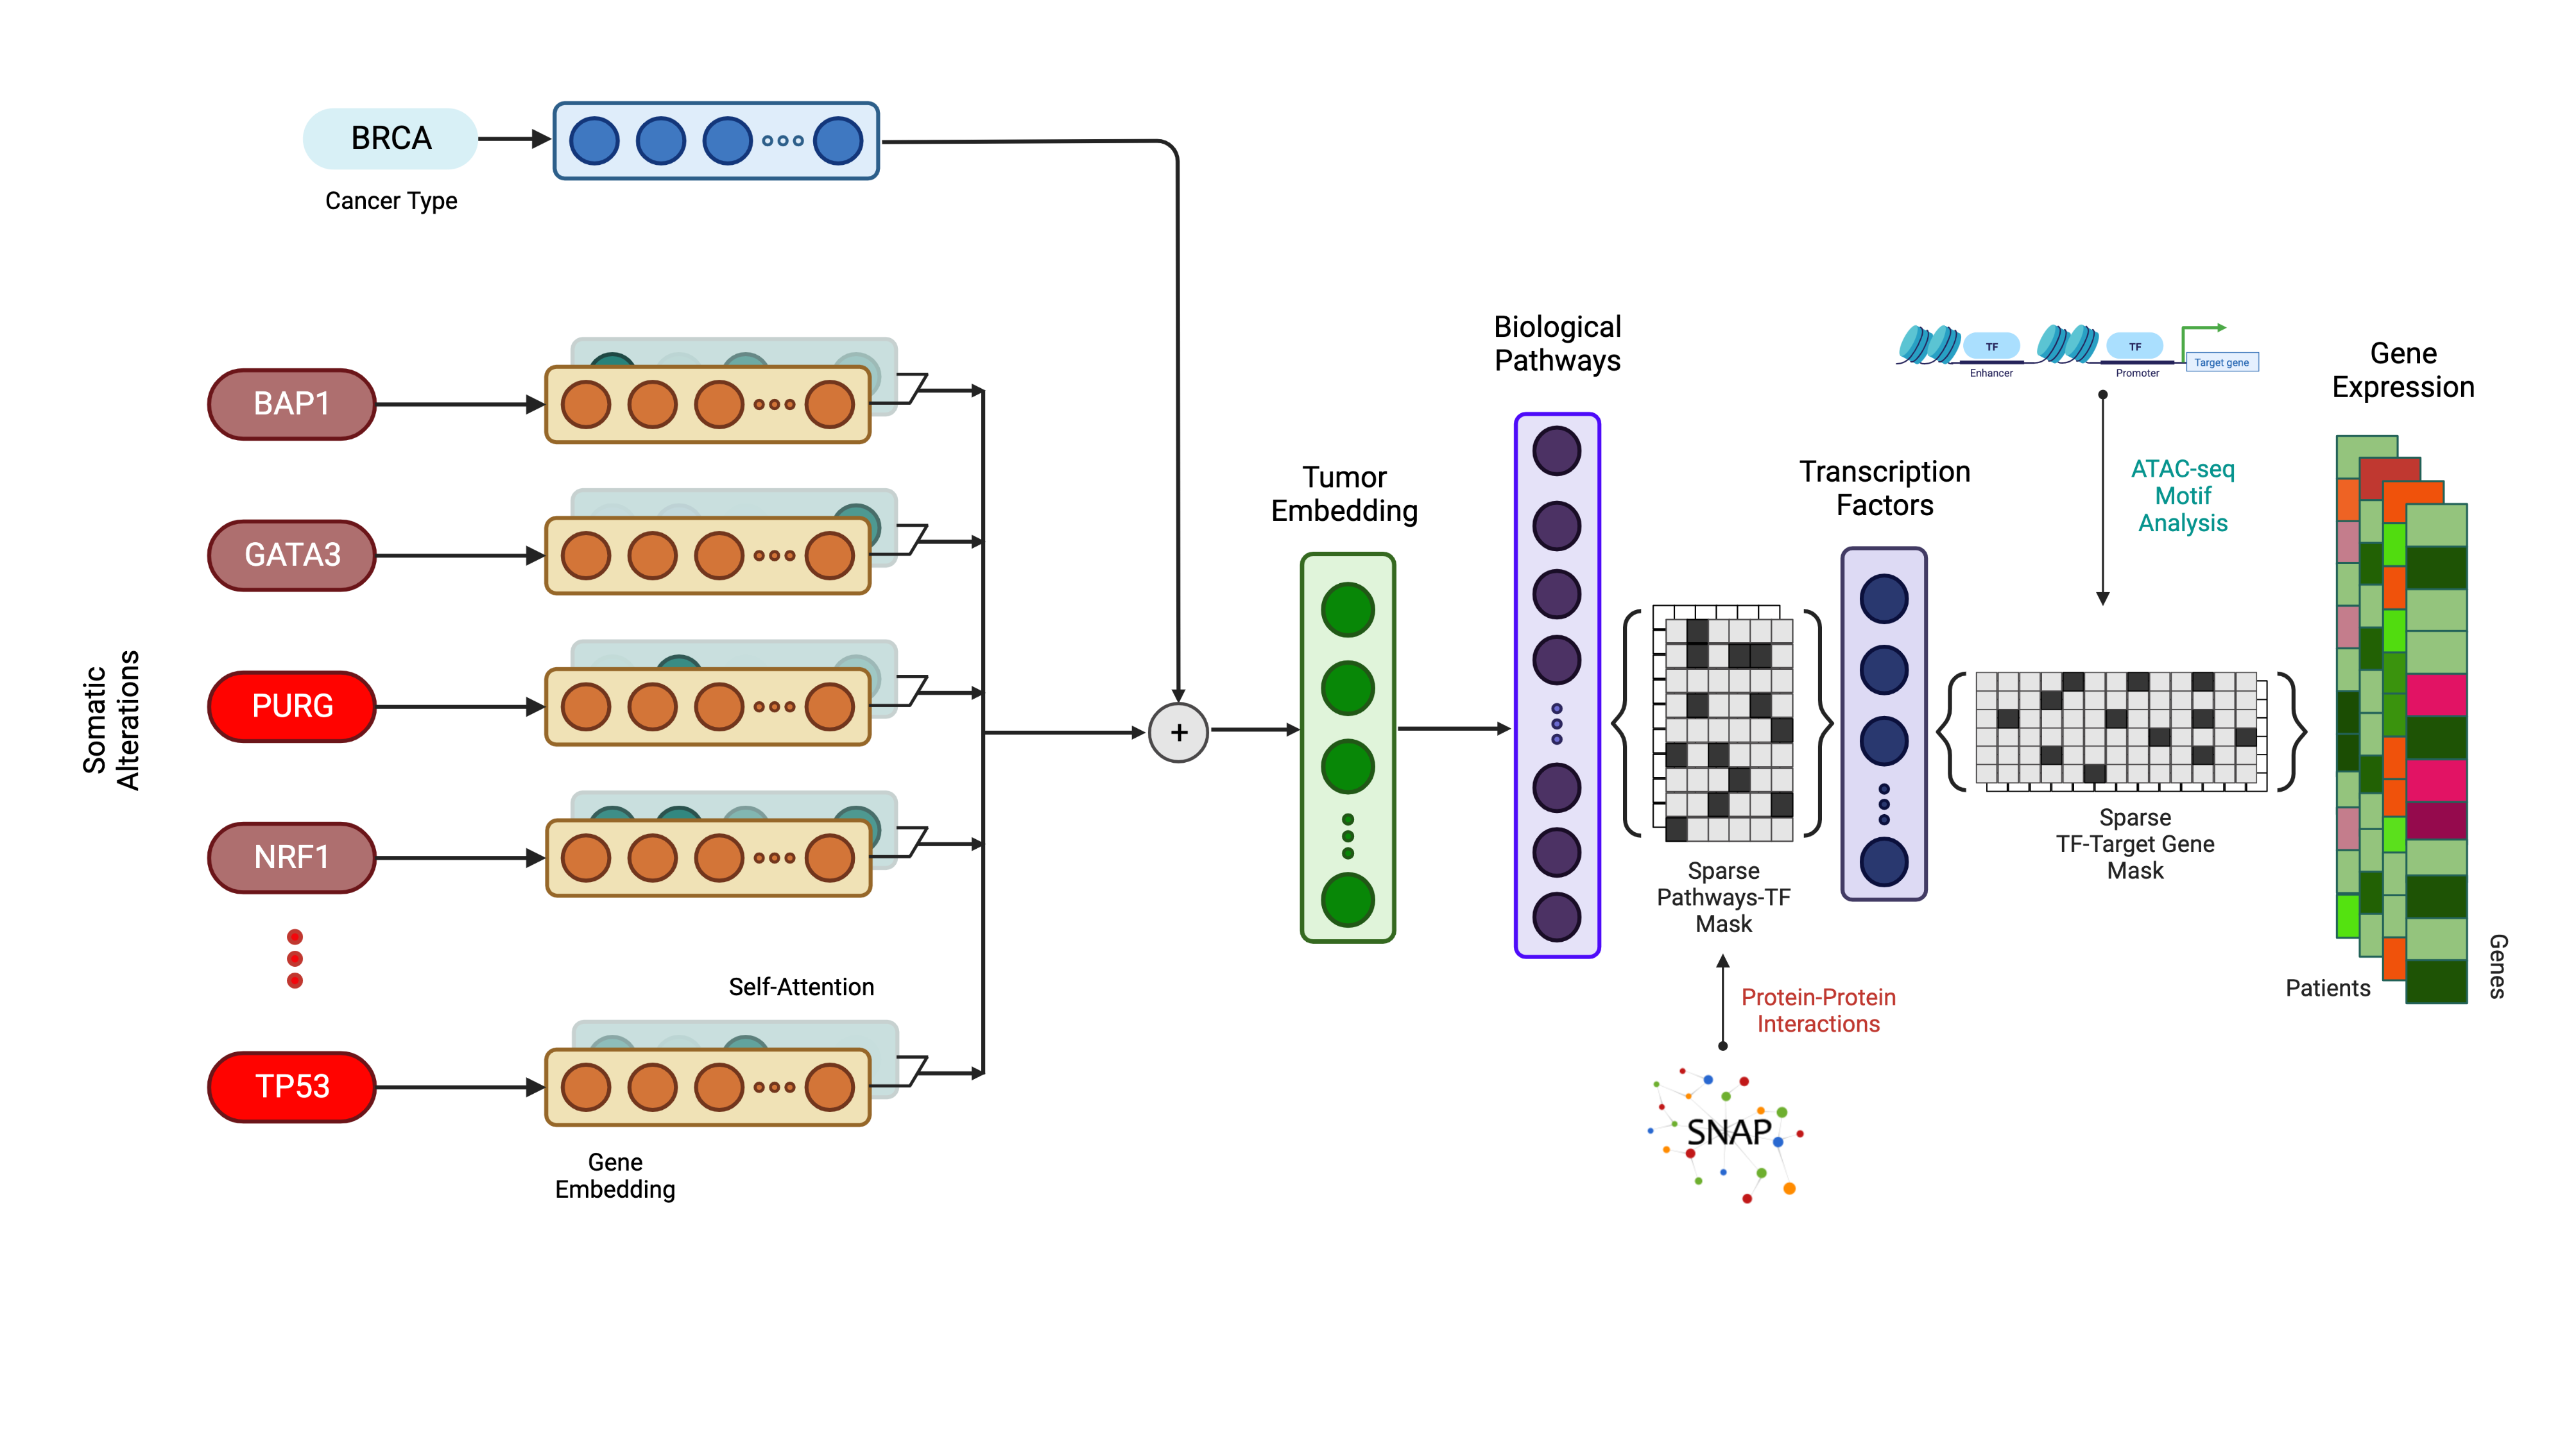 BRCA
Cancer Type
Somatic
Alterations
BAP1
GATA3
PURG
NRF1
TP53
Self-Attention
Gene
Embedding
+
Tumor
Embedding
Biological
Pathways
Sparse
Pathways-TF
Mask
Protein-Protein
Interactions
SNAP
Transcription
Factors
TF
TF
Enhancer
Promoter
Target gene
ATAC-seq
Motif
Analysis
Sparse
TF-Target Gene
Mask
Gene
Expression
Patients
Genes